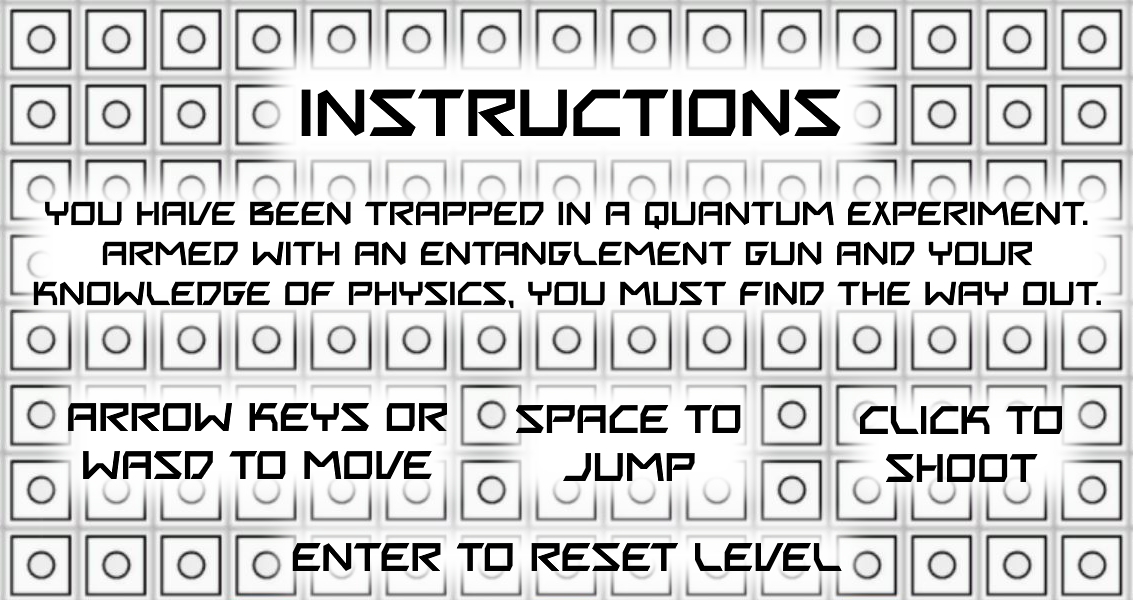 INSTRUCTIONS
YOU HAVE BEEN TRAPPED IN A QUANTUM EXPERIMENT.
ARMED WITH AN ENTANGLEMENT GUN AND YOUR
KNOWLEDGE OF PHYSICS, YOU MUST FIND THE WAY OUT.
ARROW KEYS OR
WASD TO MOVE
SPACE TO
JUMP
CLICK TO
SHOOT
ENTER TO RESET LEVEL